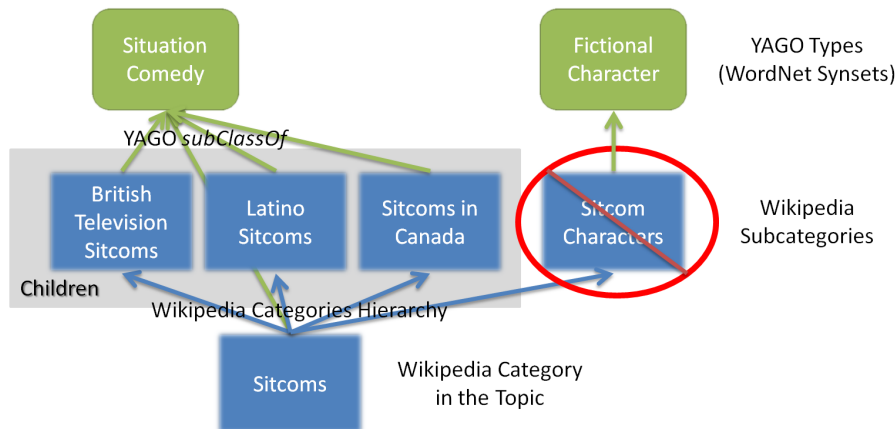 Situation
Comedy
Fictional
Character
YAGO Types
(WordNet Synsets)
YAGO subClassOf
British
Television
Sitcoms
Latino
Sitcoms
Sitcoms in
Canada
Sitcom
Characters
Wikipedia
Subcategories
Children
Wikipedia Categories Hierarchy
Sitcoms
Wikipedia Category
in the Topic